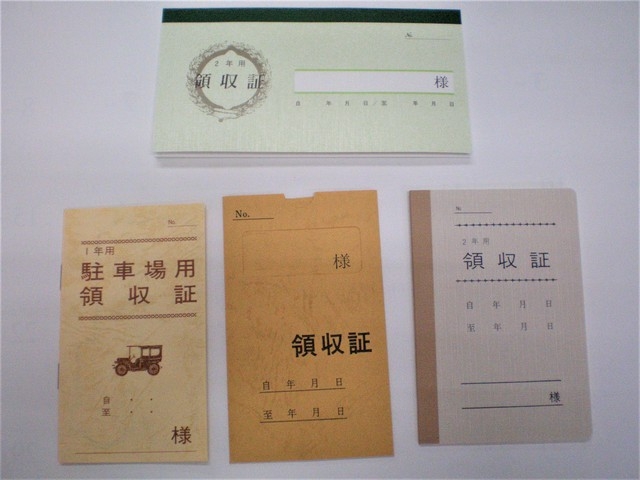 No.
2年用
領収証
様
自 年 月 日/至 年 月 日
No.
1年用
駐車場用
領収証
自 ・ ・
至 ・ ・
様
No.
様
領収証
自 年 月 日
至 年 月 日
No.
2年用
領収証
自 年 月 日
至 年 月 日
様